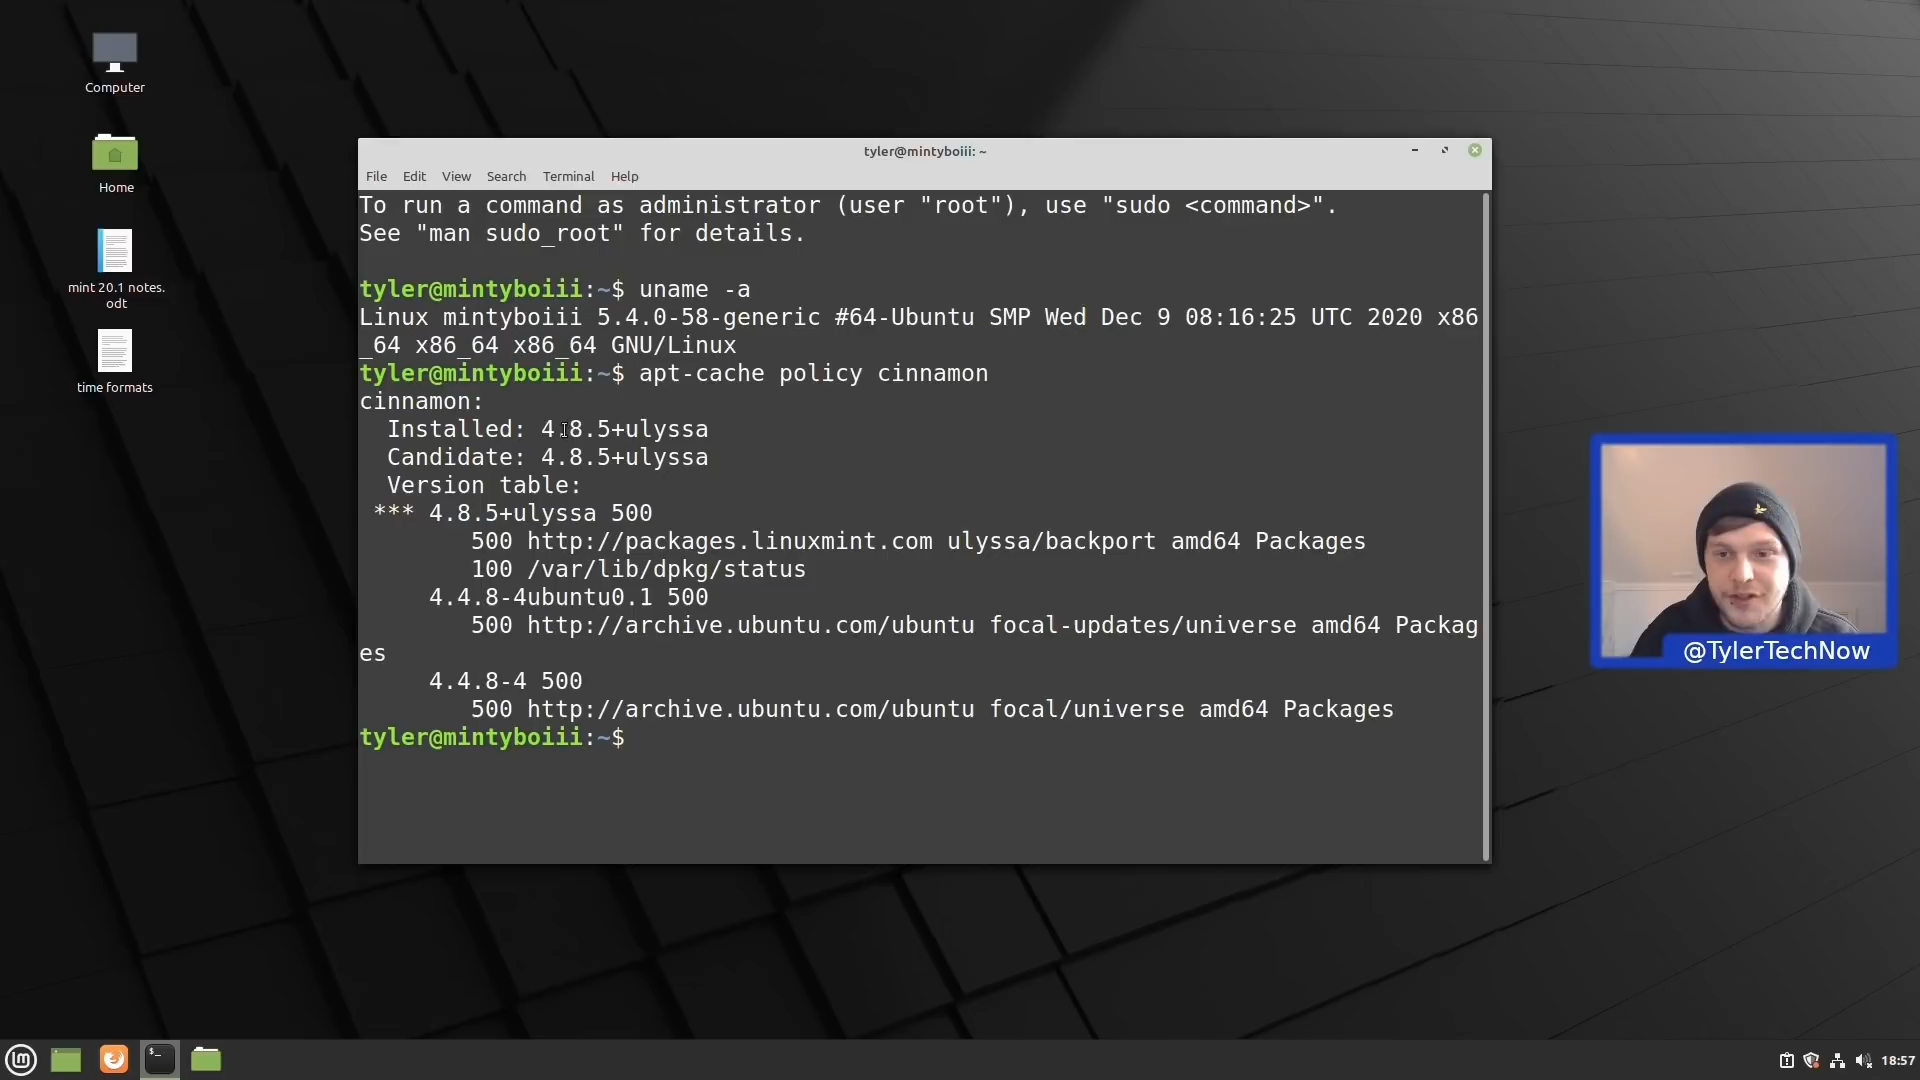 Computer
Home
mint 20.1 notes.
odt
time formats
tyler@mintyboiii: ~
File Edit View Search Terminal Help
To run a command as administrator (user "root"), use "sudo <command>".
See "man sudo_root" for details.
tyler@mintyboiii:~$ uname -a
Linux mintyboiii 5.4.0-58-generic #64-Ubuntu SMP Wed Dec 9 08:16:25 UTC 2020 x86
_64 x86_64 x86_64 GNU/Linux
tyler@mintyboiii:~$ apt-cache policy cinnamon
cinnamon:
  Installed: 4.8.5+ulyssa
  Candidate: 4.8.5+ulyssa
  Version table:
 *** 4.8.5+ulyssa 500
        500 http://packages.linuxmint.com ulyssa/backport amd64 Packages
        100 /var/lib/dpkg/status
     4.4.8-4ubuntu0.1 500
        500 http://archive.ubuntu.com/ubuntu focal-updates/universe amd64 Packag
es
     4.4.8-4 500
        500 http://archive.ubuntu.com/ubuntu focal/universe amd64 Packages
tyler@mintyboiii:~$
@TylerTechNow
18:57